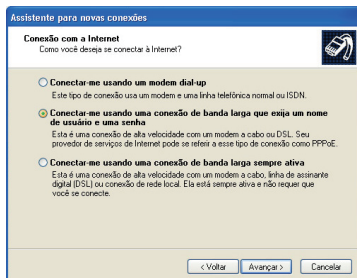 Assistente para novas conexões
Conexão com a Internet
Como você deseja se conectar à Internet?
Conectar-me usando um modem dial-up
Este tipo de conexão usa um modem e uma linha telefônica normal ou ISDN.
Conectar-me usando uma conexão de banda larga que exija um nome
de usuário e uma senha
Esta é uma conexão de alta velocidade com um modem a cabo ou DSL. Seu
provedor de serviços de Internet pode se referir a esse tipo de conexão como PPPoE.
Conectar-me usando uma conexão de banda larga sempre ativa
Esta é uma conexão de alta velocidade com um modem a cabo, linha de assinante
digital (DSL) ou conexão de rede local. Ela está sempre ativa e não requer que
você se conecte.
< Voltar Avançar > Cancelar